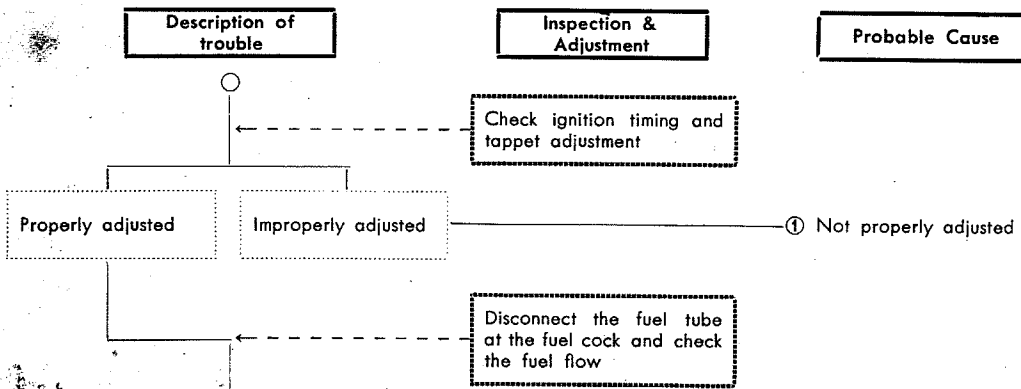 Description of
trouble
Inspection &
Adjustment
Probable Cause
Check ignition timing and
tappet adjustment
Properly adjusted
Improperly adjusted
① Not properly adjusted
Disconnect the fuel tube
at the fuel cock and check
the fuel flow